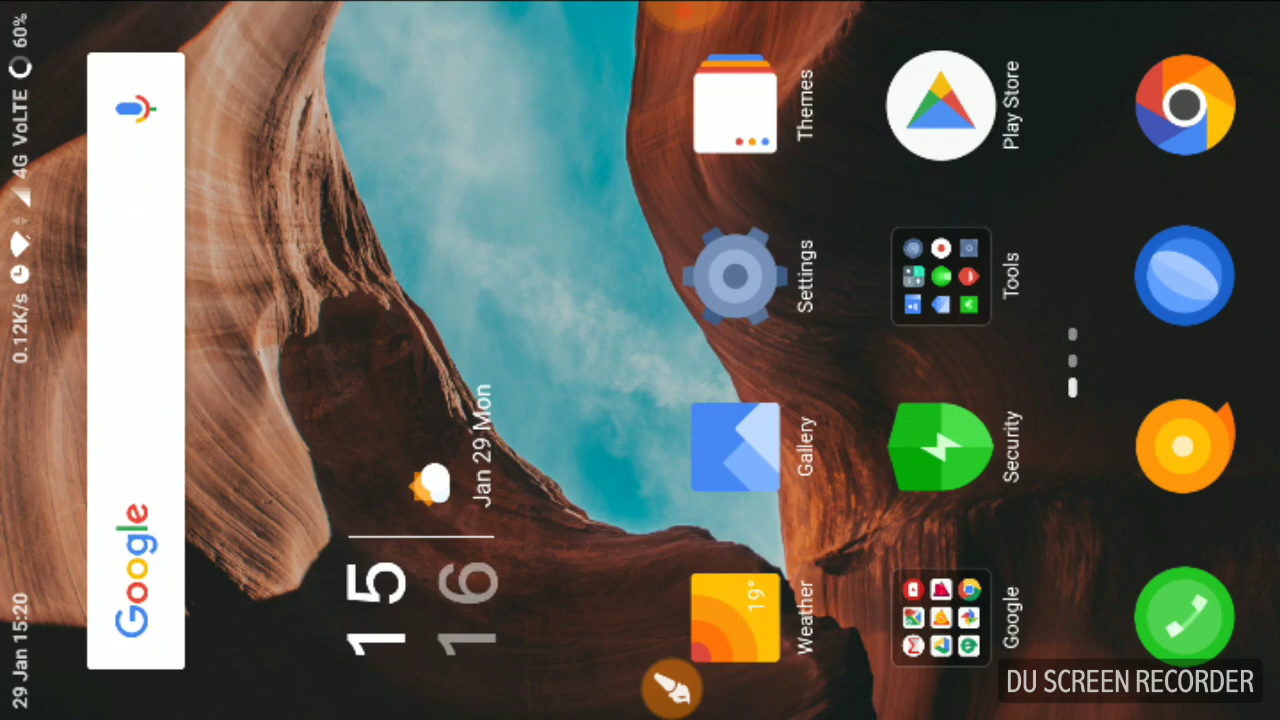 29 Jan 15:20 0.12K/s 4G VoLTE 60%
Google
15
16
Jan 29 Mon
19°
Weather Gallery Settings Themes
Google Security Tools Play Store
DU SCREEN RECORDER